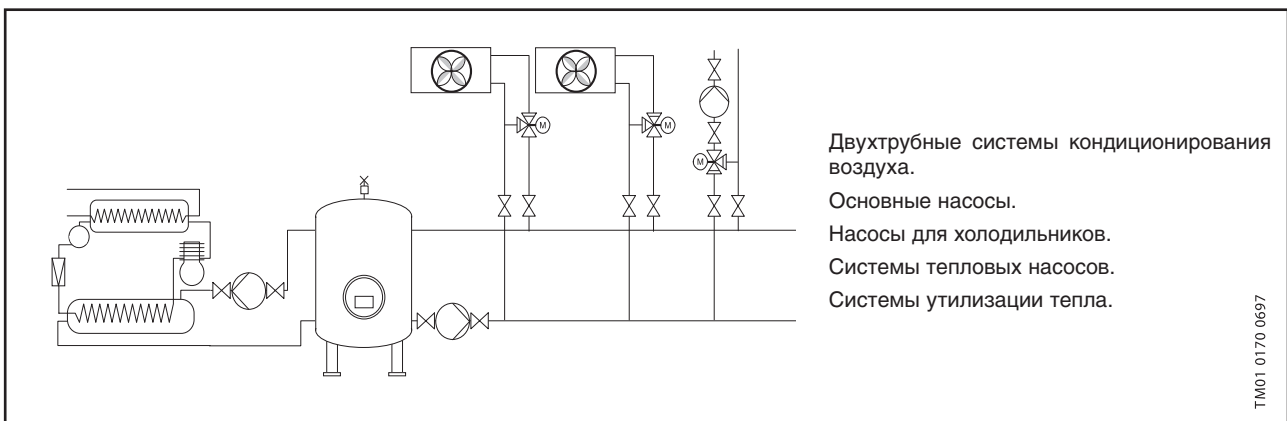 M
M
M
Двухтрубные системы кондиционирования
воздуха.
Основные насосы.
Насосы для холодильников.
Системы тепловых насосов.
Системы утилизации тепла.
TM01 0170 0697